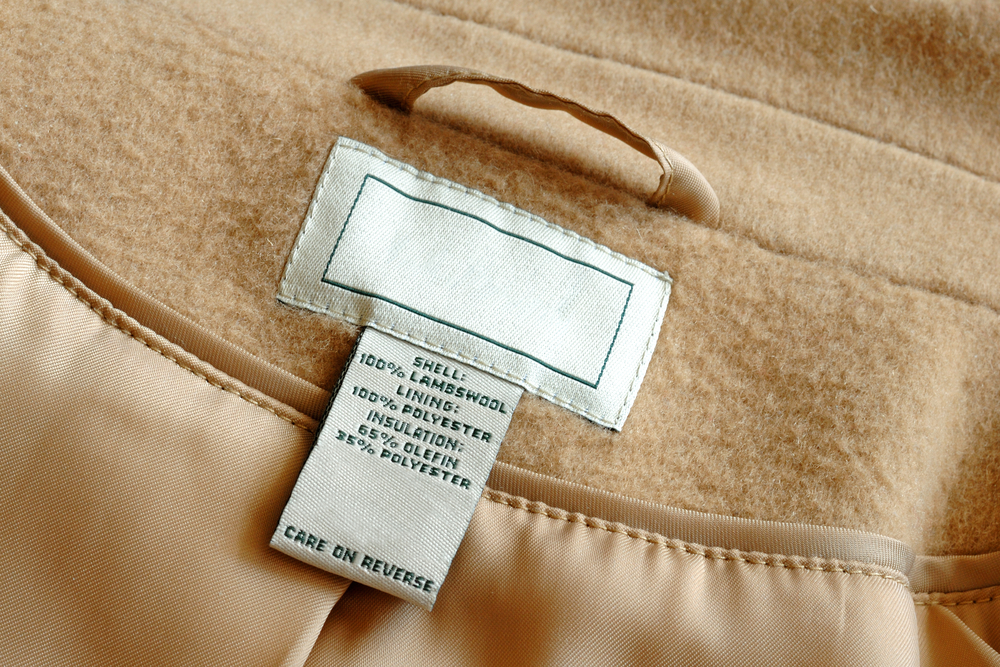 SHELL:
100% LAMBSWOOL
LINING:
100% POLYESTER
INSULATION:
65% OLEFIN
35% POLYESTER
CARE ON REVERSE